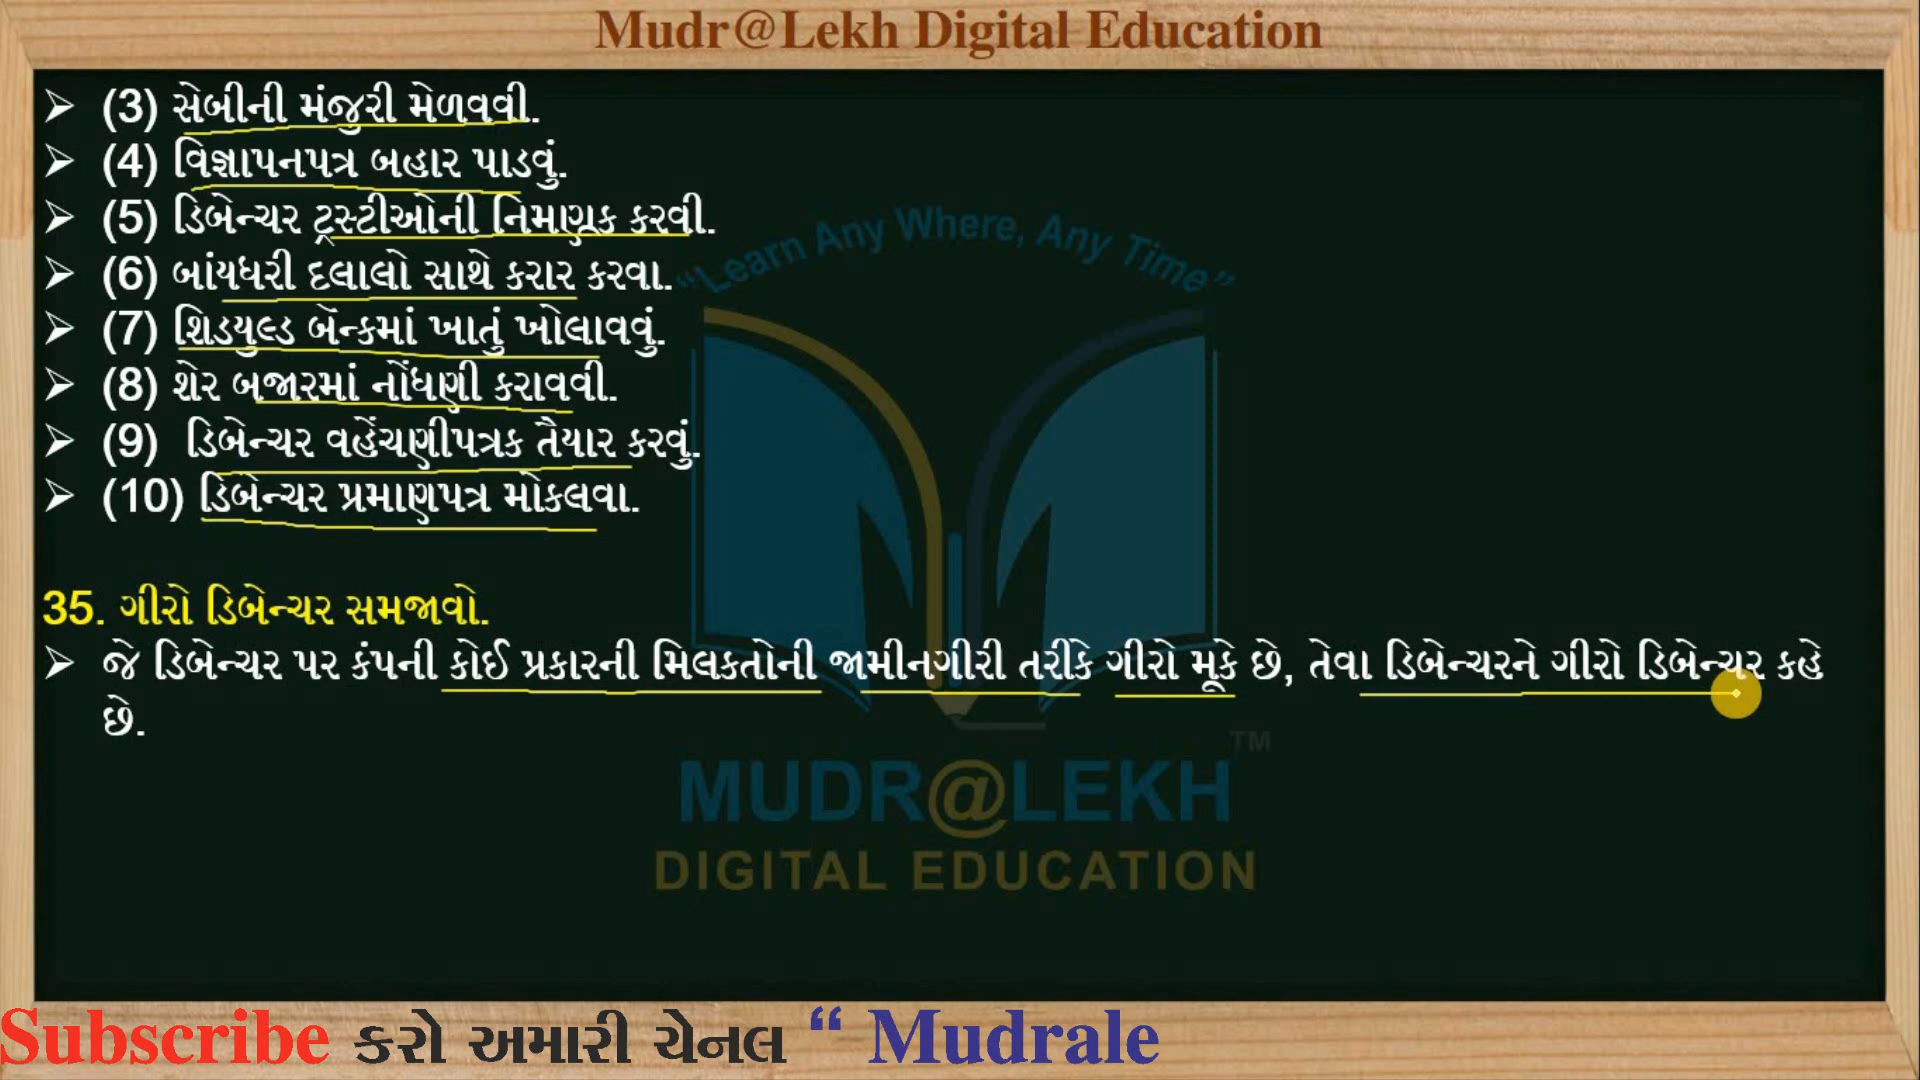 Mudr@Lekh Digital Education
➢ (3) સેબીની મંજુરી મેળવવી.
➢ (4) વિજ્ઞાપનપત્ર બહાર પાડવું.
➢ (5) ડિબેન્ચર ટ્રસ્ટીઓની નિમણૂક કરવી.
➢ (6) બાંયધરી દલાલો સાથે કરાર કરવા.
➢ (7) શિડયુલ્ડ બૅન્કમાં ખાતું ખોલાવવું.
➢ (8) શેર બજારમાં નોંધણી કરાવવી.
➢ (9) ડિબેન્ચર વહેંચણીપત્રક તૈયાર કરવું.
➢ (10) ડિબેન્ચર પ્રમાણપત્ર મોકલવા.
“Learn Any Where, Any Time”
35. ગીરો ડિબેન્ચર સમજાવો.
➢ જે ડિબેન્ચર પર કંપની કોઈ પ્રકારની મિલકતોની જામીનગીરી તરીકે ગીરો મૂકે છે, તેવા ડિબેન્ચરને ગીરો ડિબેન્ચર કહે
છે.
TM
MUDR@LEKH
DIGITAL EDUCATION
Subscribe કરો અમારી ચેનલ “ Mudrale